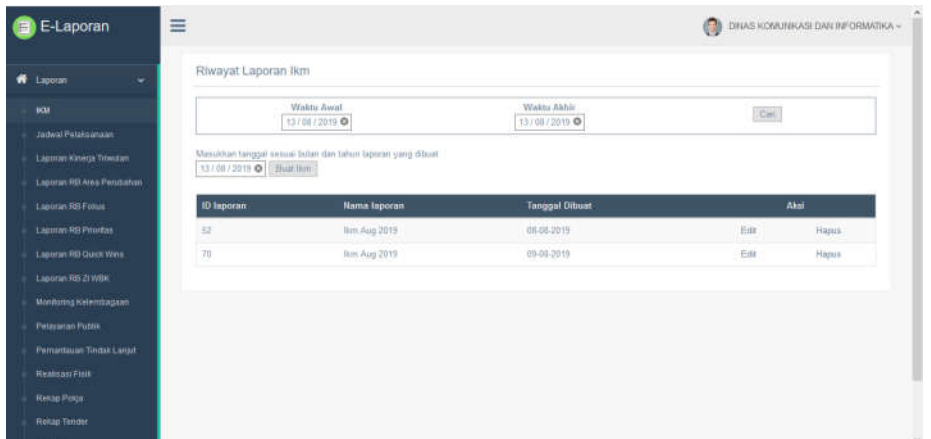 E-Laporan
DINAS KOMUNIKASI DAN INFORMATIKA
Laporan
IKM
Jadwal Pelaksanaan
Laporan Kinerja Triwulan
Laporan RB Area Perubahan
Laporan RB Fokus
Laporan RB Prioritas
Laporan RB Quick Wins
Laporan RB ZI WBK
Monitoring Kelembagaan
Pelayanan Publik
Pemantauan Tindak Lanjut
Realisasi Fisik
Rekap Pokja
Rekap Tender
Riwayat Laporan Ikm
Waktu Awal Waktu Akhir
13 / 08 / 2019 13 / 08 / 2019 Cari
Masukkan tanggal sesuai bulan dan tahun laporan yang dibuat
13 / 08 / 2019 Buat Ikm
ID laporan Nama laporan Tanggal Dibuat Aksi
52 Ikm Aug 2019 08-08-2019 Edit Hapus
70 Ikm Aug 2019 09-08-2019 Edit Hapus